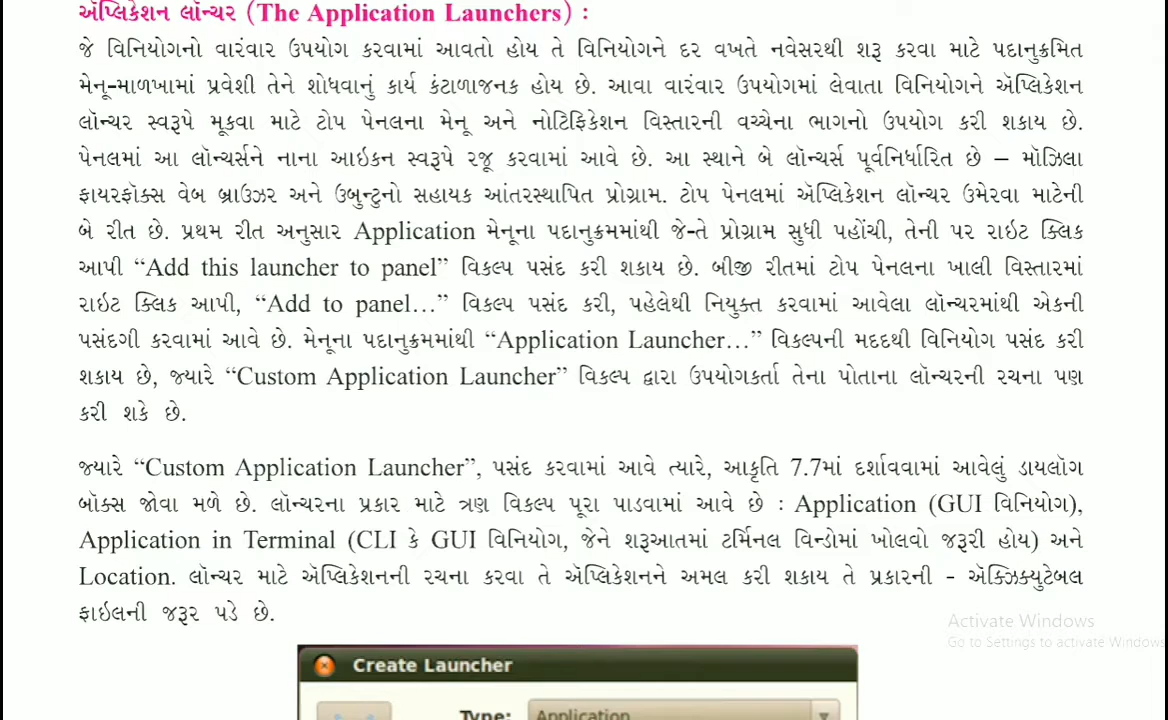 ઍપ્લિકેશન લૉન્ચર (The Application Launchers) :
જે વિનિયોગનો વારંવાર ઉપયોગ કરવામાં આવતો હોય તે વિનિયોગને દર વખતે નવેસરથી શરૂ કરવા માટે પદાનુક્રમિત
મેનૂ-માળખામાં પ્રવેશી તેને શોધવાનું કાર્ય કંટાળાજનક હોય છે. આવા વારંવાર ઉપયોગમાં લેવાતા વિનિયોગને ઍપ્લિકેશન
લૉન્ચર સ્વરૂપે મૂકવા માટે ટોપ પેનલના મેનૂ અને નોટિફિકેશન વિસ્તારની વચ્ચેના ભાગનો ઉપયોગ કરી શકાય છે.
પેનલમાં આ લૉન્ચર્સને નાના આઇકન સ્વરૂપે રજૂ કરવામાં આવે છે. આ સ્થાને બે લૉન્ચર્સ પૂર્વનિર્ધારિત છે – મૉઝિલા
ફાયરફૉક્સ વેબ બ્રાઉઝર અને ઉબુન્ટુનો સહાયક આંતરસ્થાપિત પ્રોગ્રામ. ટોપ પેનલમાં ઍપ્લિકેશન લૉન્ચર ઉમેરવા માટેની
બે રીત છે. પ્રથમ રીત અનુસાર Application મેનૂના પદાનુક્રમમાંથી જે-તે પ્રોગ્રામ સુધી પહોંચી, તેની પર રાઇટ ક્લિક
આપી “Add this launcher to panel” વિકલ્પ પસંદ કરી શકાય છે. બીજી રીતમાં ટોપ પેનલના ખાલી વિસ્તારમાં
રાઇટ ક્લિક આપી, “Add to panel...” વિકલ્પ પસંદ કરી, પહેલેથી નિયુક્ત કરવામાં આવેલા લૉન્ચરમાંથી એકની
પસંદગી કરવામાં આવે છે. મેનૂના પદાનુક્રમમાંથી “Application Launcher...” વિકલ્પની મદદથી વિનિયોગ પસંદ કરી
શકાય છે, જ્યારે “Custom Application Launcher” વિકલ્પ દ્વારા ઉપયોગકર્તા તેના પોતાના લૉન્ચરની રચના પણ
કરી શકે છે.
જ્યારે “Custom Application Launcher”, પસંદ કરવામાં આવે ત્યારે, આકૃતિ 7.7માં દર્શાવવામાં આવેલું ડાયલૉગ
બૉક્સ જોવા મળે છે. લૉન્ચરના પ્રકાર માટે ત્રણ વિકલ્પ પૂરા પાડવામાં આવે છે : Application (GUI વિનિયોગ),
Application in Terminal (CLI કે GUI વિનિયોગ, જેને શરૂઆતમાં ટર્મિનલ વિન્ડોમાં ખોલવો જરૂરી હોય) અને
Location. લૉન્ચર માટે ઍપ્લિકેશનની રચના કરવા તે ઍપ્લિકેશનને અમલ કરી શકાય તે પ્રકારની - ઍક્ઝિક્યુટેબલ
ફાઇલની જરૂર પડે છે.
Activate Windows
Go to Settings to activate Windows
Create Launcher
Type: Application